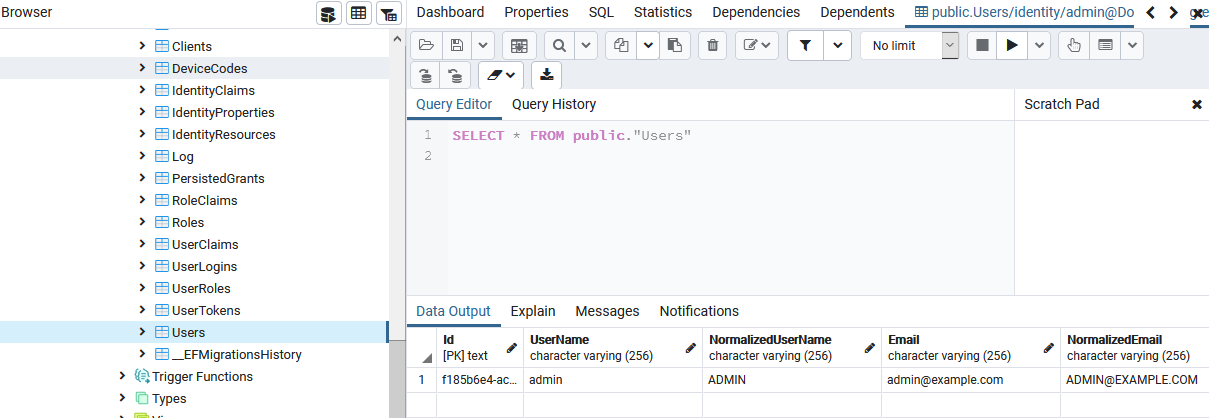 Browser
Clients
DeviceCodes
IdentityClaims
IdentityProperties
IdentityResources
Log
PersistedGrants
RoleClaims
Roles
UserClaims
UserLogins
UserRoles
UserTokens
Users
__EFMigrationsHistory
Trigger Functions
Types
Dashboard Properties SQL Statistics Dependencies Dependents public.Users/identity/admin@Do
No limit
Query Editor Query History
Scratch Pad
1 SELECT * FROM public."Users"
2
Data Output Explain Messages Notifications
Id UserName NormalizedUserName Email NormalizedEmail
[PK] text character varying (256) character varying (256) character varying (256) character varying (256)
1 f185b6e4-ac... admin ADMIN admin@example.com ADMIN@EXAMPLE.COM